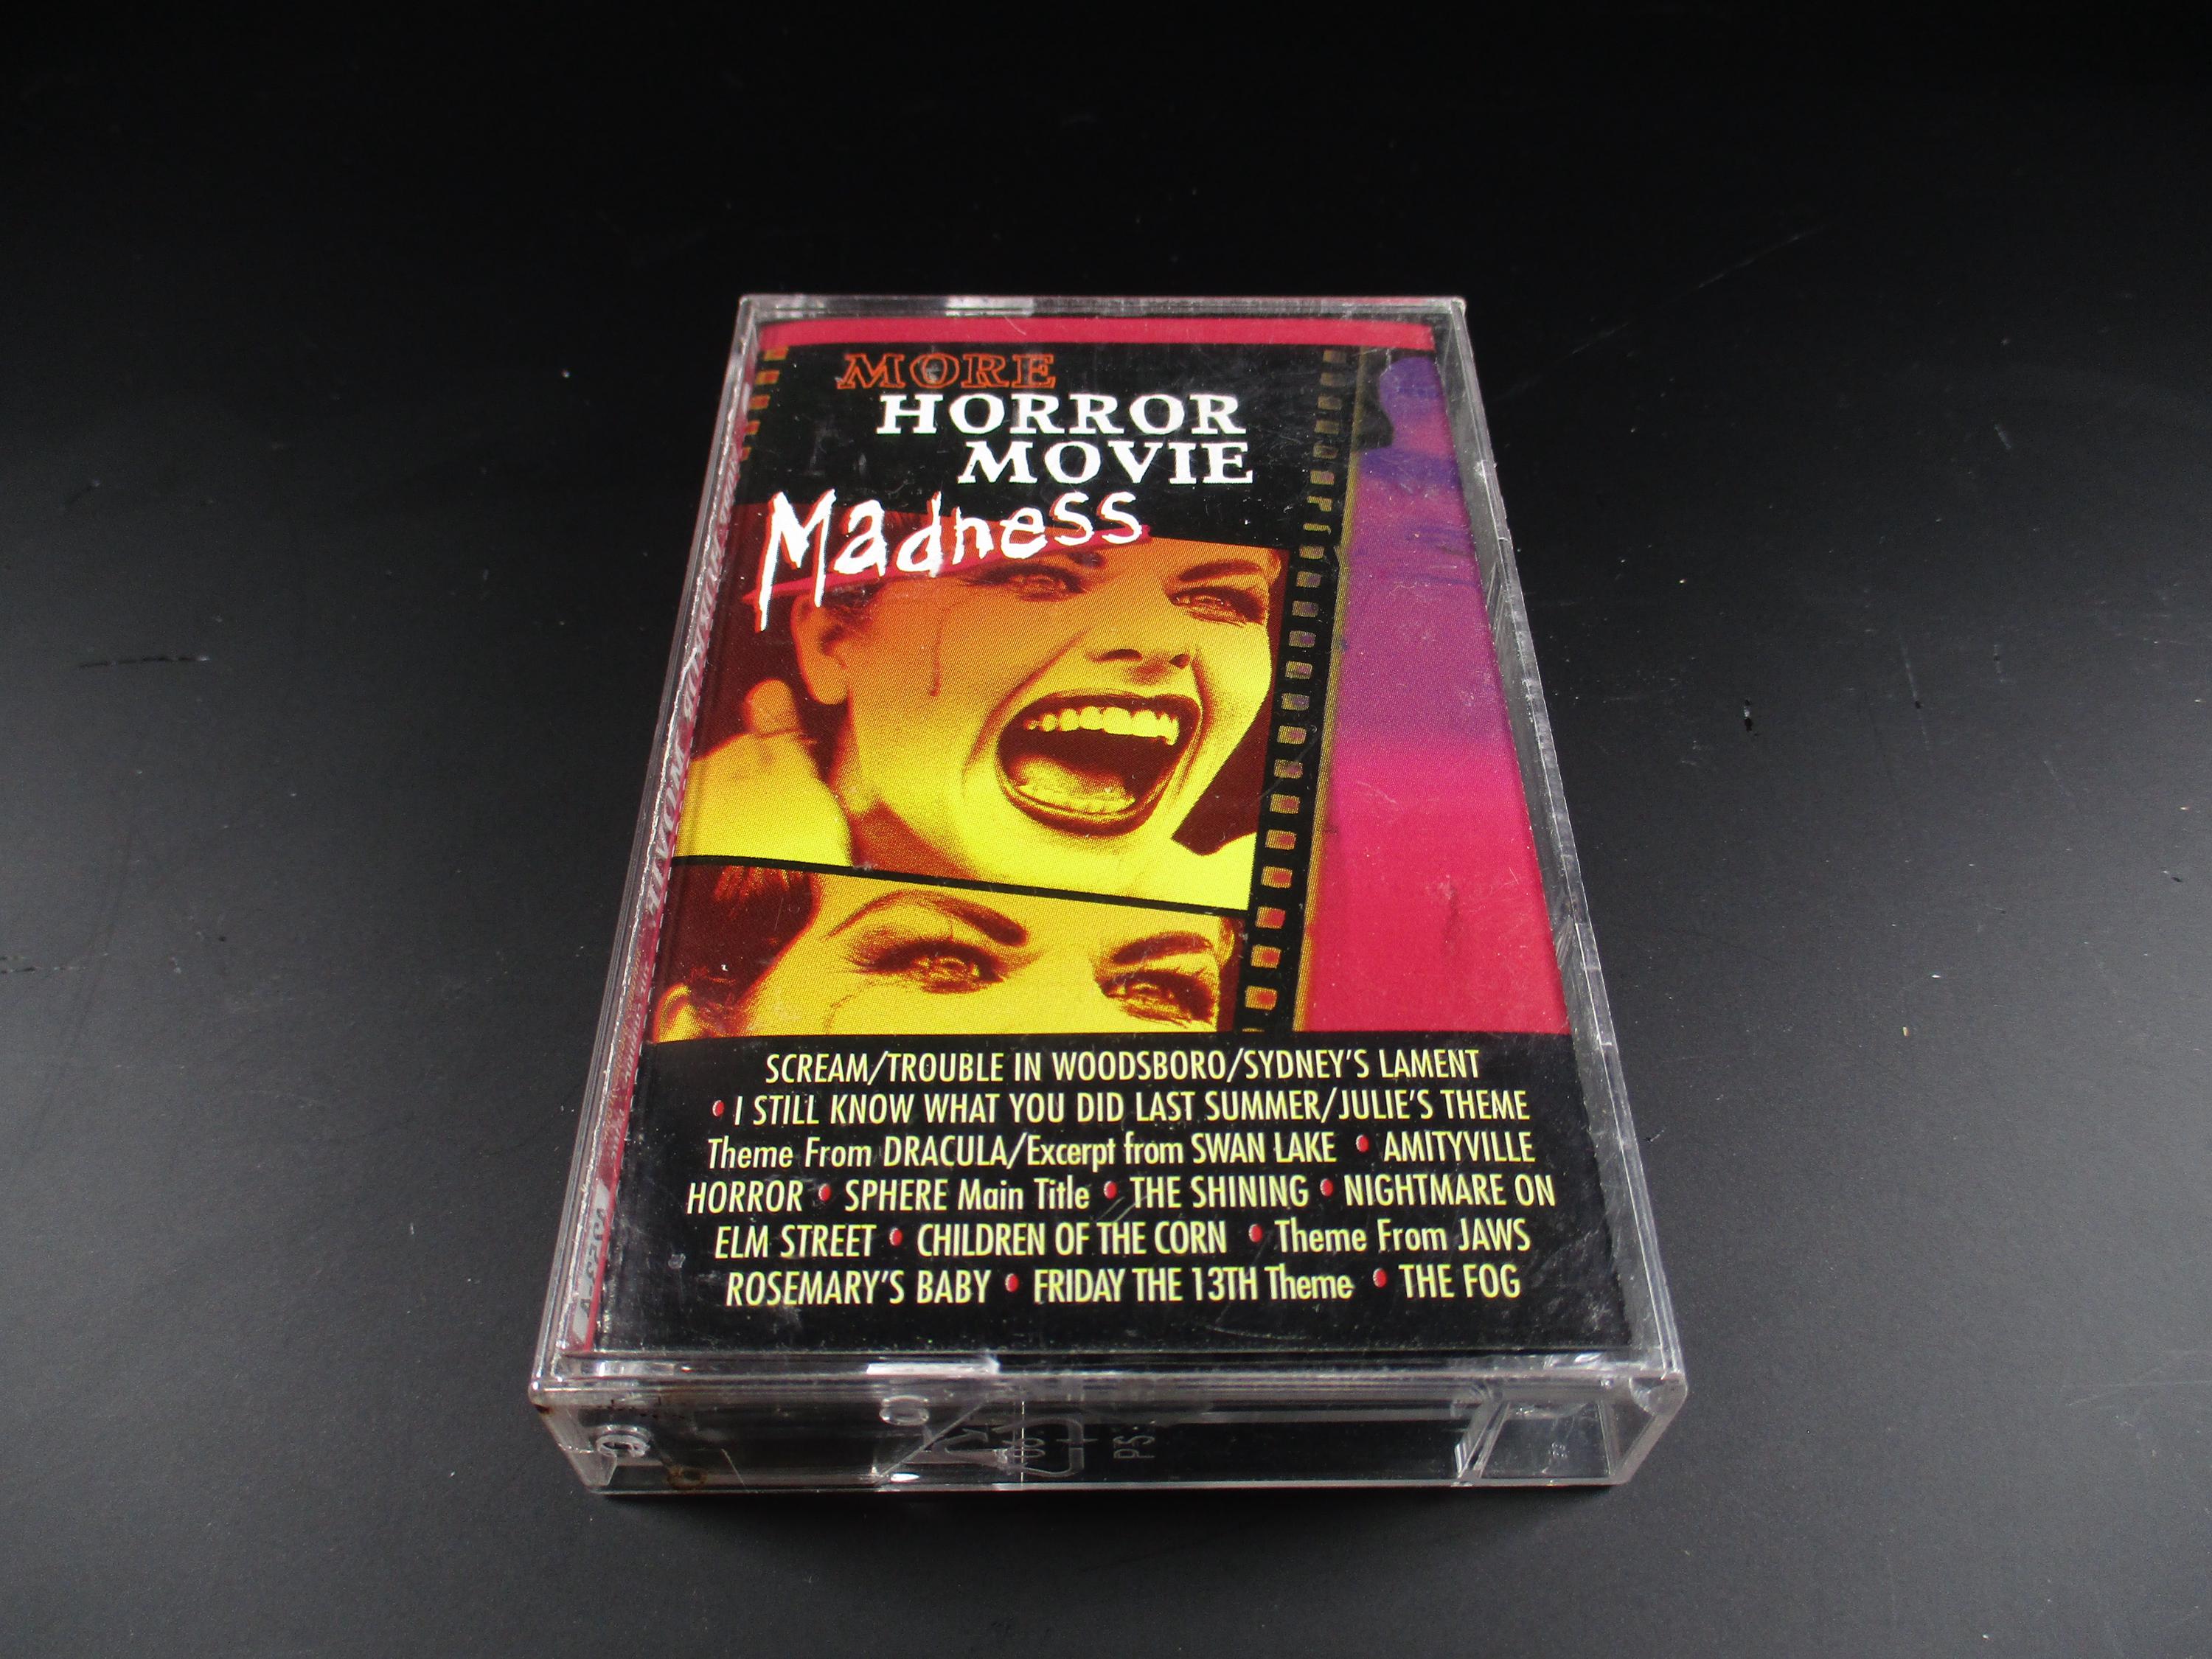 MORE
HORROR
MOVIE
Madness
SCREAM/TROUBLE IN WOODSBORO/SYDNEY'S LAMENT
• I STILL KNOW WHAT YOU DID LAST SUMMER/JULIE'S THEME
Theme From DRACULA/Excerpt from SWAN LAKE • AMITYVILLE
HORROR • SPHERE Main Title • THE SHINING • NIGHTMARE ON
ELM STREET • CHILDREN OF THE CORN • Theme From JAWS
ROSEMARY'S BABY • FRIDAY THE 13TH Theme • THE FOG